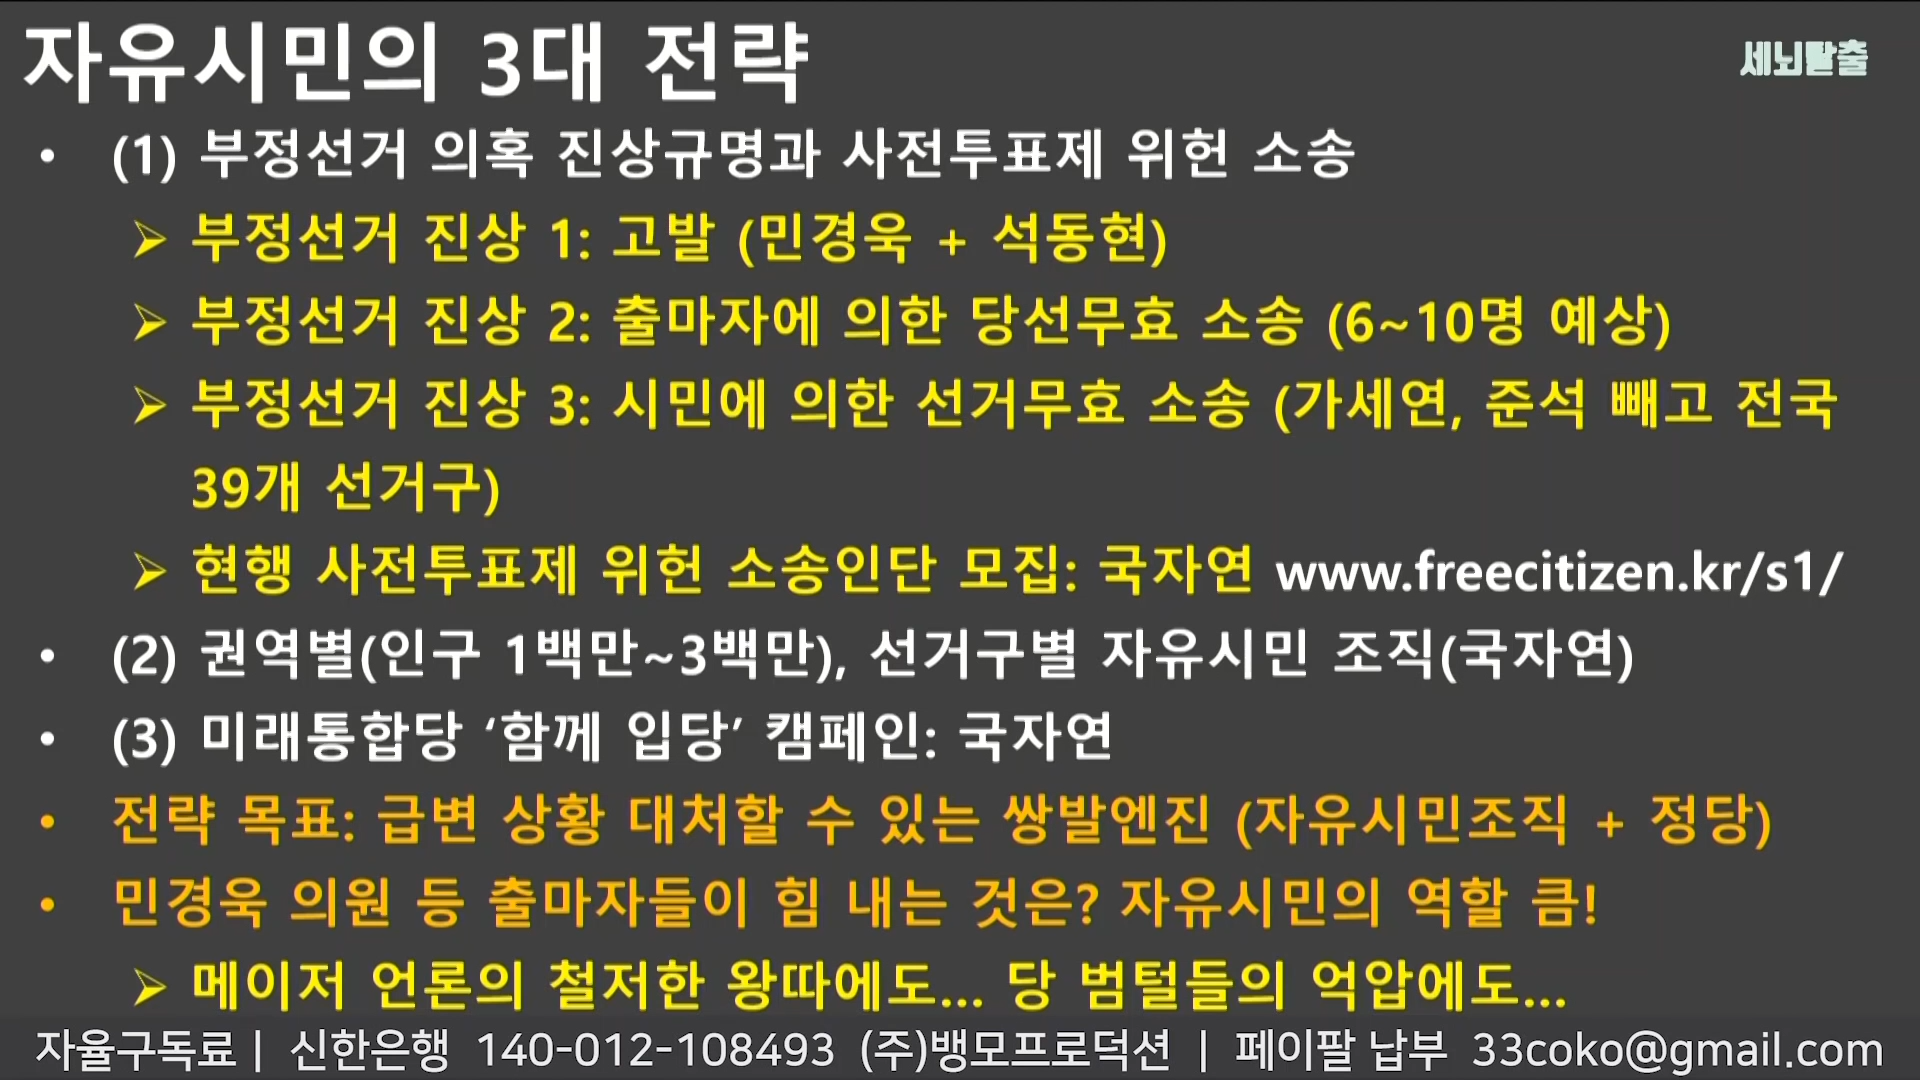 자유시민의 3대 전략
세뇌탈출
• (1) 부정선거 의혹 진상규명과 사전투표제 위헌 소송
➢ 부정선거 진상 1: 고발 (민경욱 + 석동현)
➢ 부정선거 진상 2: 출마자에 의한 당선무효 소송 (6~10명 예상)
➢ 부정선거 진상 3: 시민에 의한 선거무효 소송 (가세연, 준석 빼고 전국
39개 선거구)
➢ 현행 사전투표제 위헌 소송인단 모집: 국자연 www.freecitizen.kr/s1/
• (2) 권역별(인구 1백만~3백만), 선거구별 자유시민 조직(국자연)
• (3) 미래통합당 ‘함께 입당’ 캠페인: 국자연
• 전략 목표: 급변 상황 대처할 수 있는 쌍발엔진 (자유시민조직 + 정당)
• 민경욱 의원 등 출마자들이 힘 내는 것은? 자유시민의 역할 큼!
➢ 메이저 언론의 철저한 왕따에도... 당 범털들의 억압에도...
자율구독료 | 신한은행 140-012-108493 (주)뱅모프로덕션 | 페이팔 납부 33coko@gmail.com